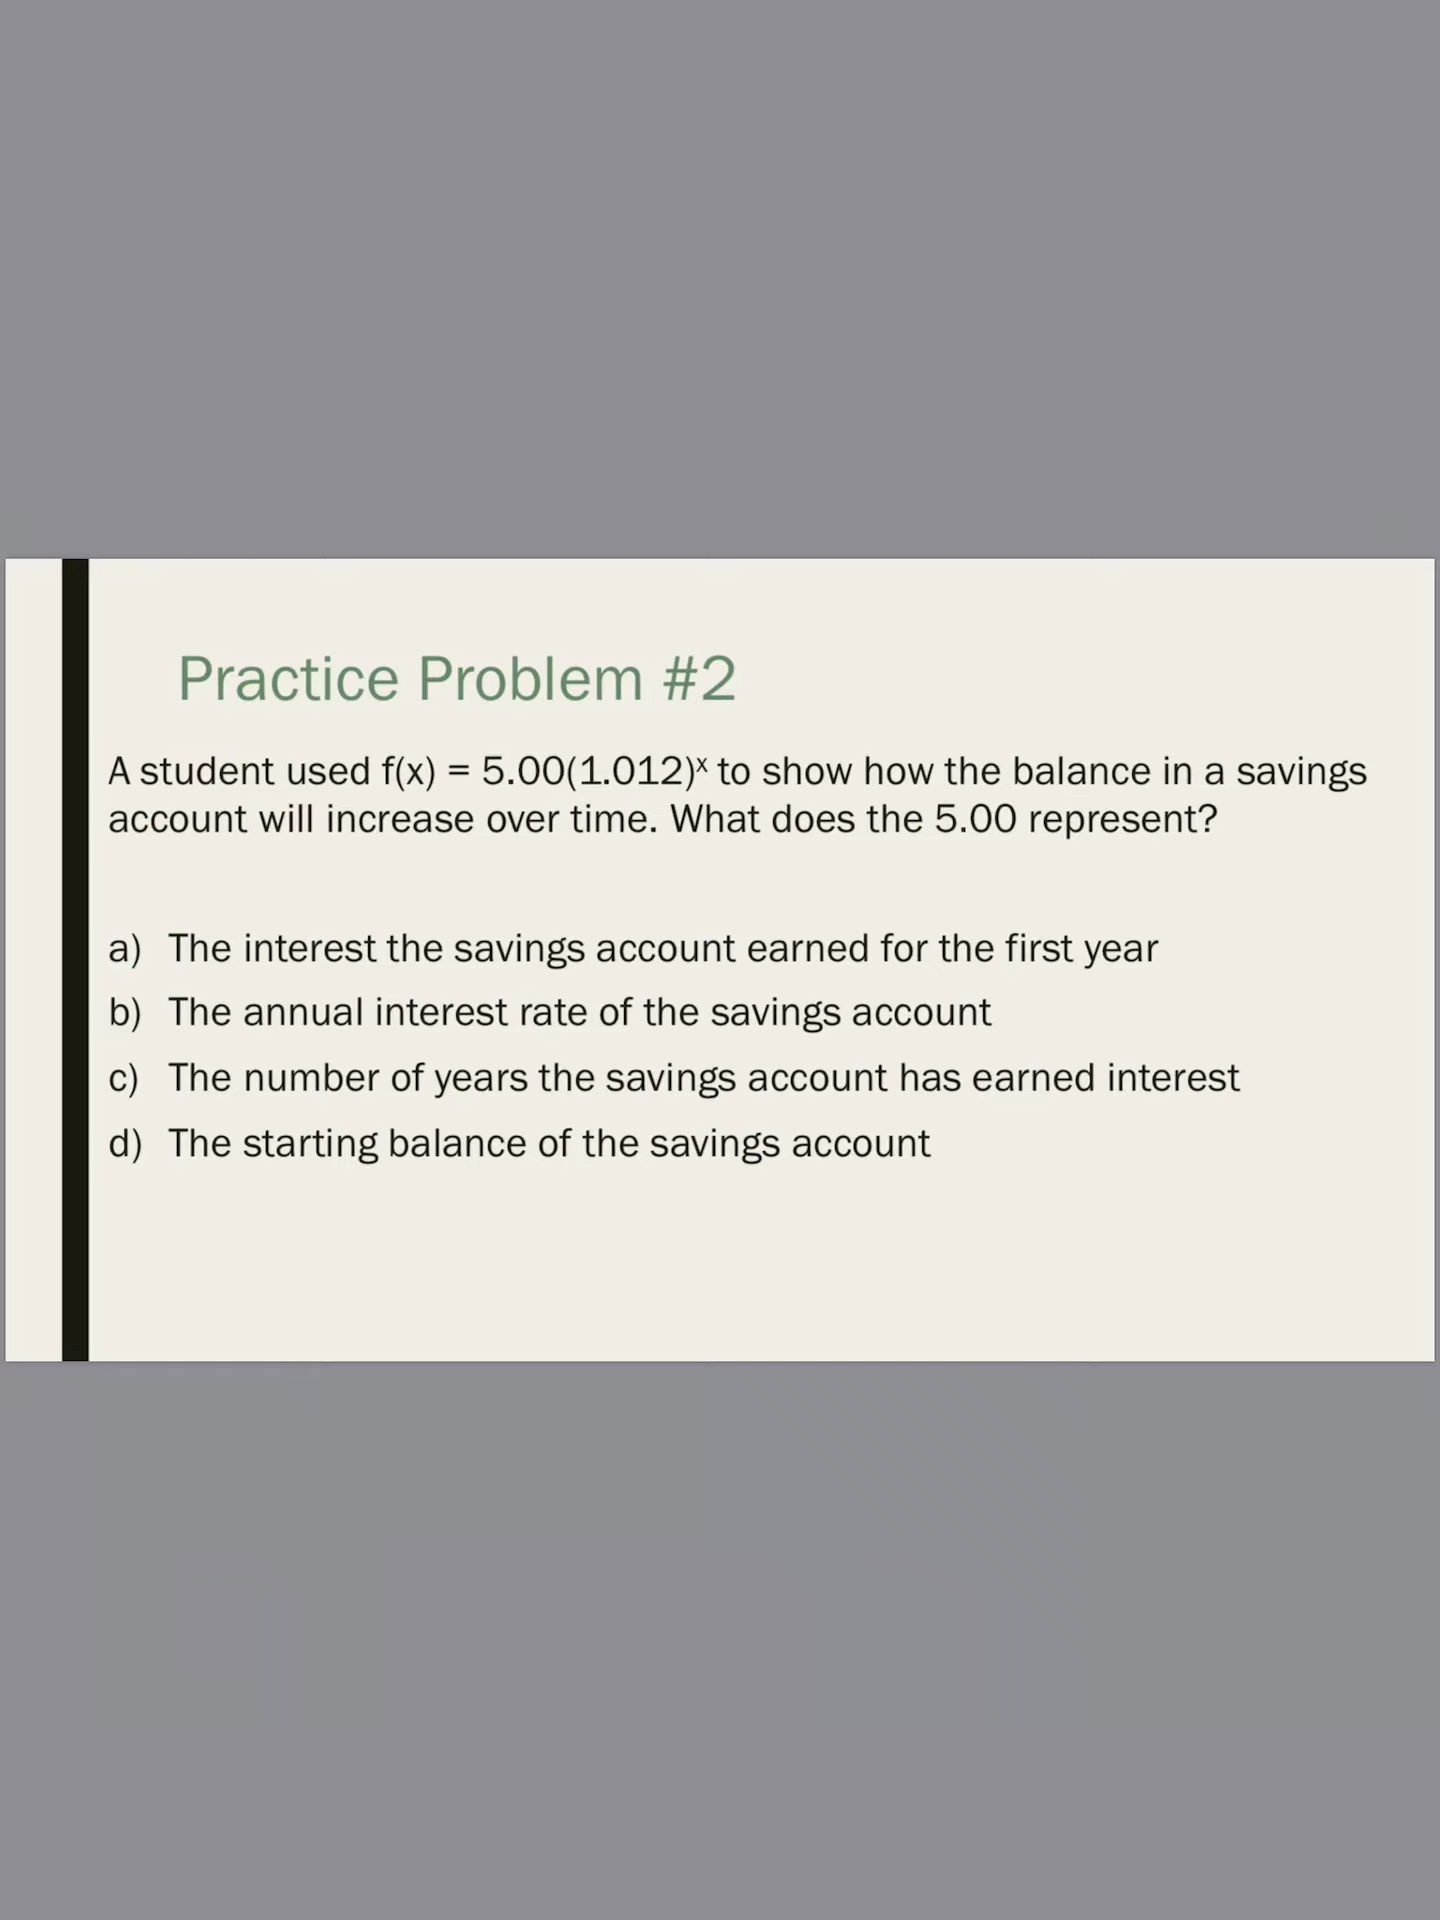 Practice Problem #2
A student used f(x) = 5.00(1.012)ˣ to show how the balance in a savings
account will increase over time. What does the 5.00 represent?
a) The interest the savings account earned for the first year
b) The annual interest rate of the savings account
c) The number of years the savings account has earned interest
d) The starting balance of the savings account